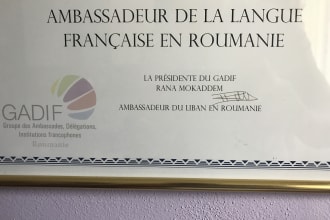 AMBASSADEUR DE LA LANGUE
FRANÇAISE EN ROUMANIE
LA PRÉSIDENTE DU GADIF
RANA MOKADDEM
AMBASSADEUR DU LIBAN EN ROUMANIE
GADIF
Groupe des Ambassades, Délégations,
Institutions francophones
Roumanie